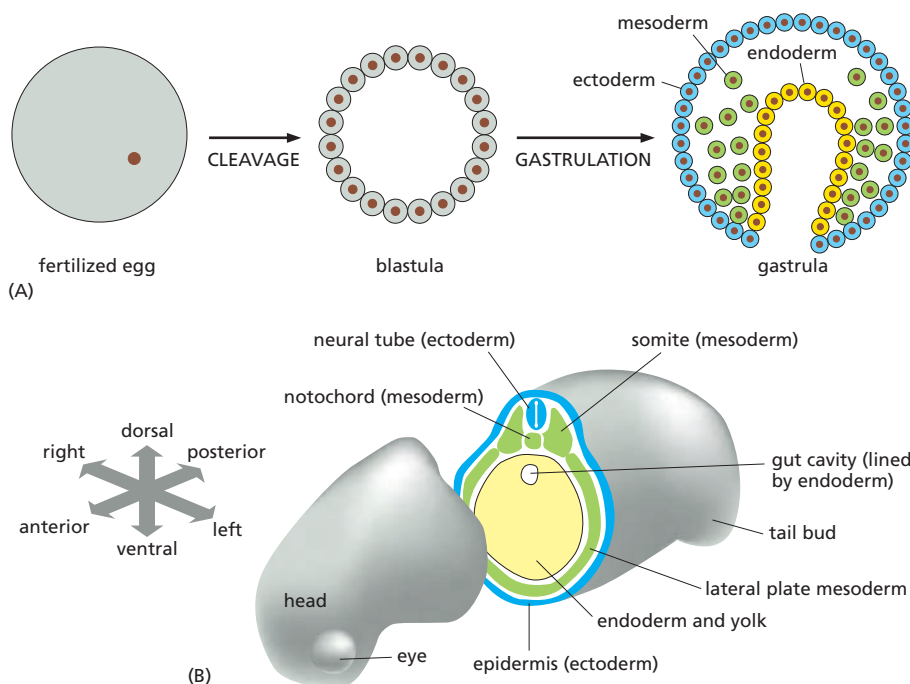 mesoderm
endoderm
ectoderm
CLEAVAGE
GASTRULATION
fertilized egg
blastula
gastrula
(A)
neural tube (ectoderm)
somite (mesoderm)
notochord (mesoderm)
dorsal
right
posterior
gut cavity (lined
by endoderm)
anterior
left
ventral
tail bud
lateral plate mesoderm
head
endoderm and yolk
eye
epidermis (ectoderm)
(B)